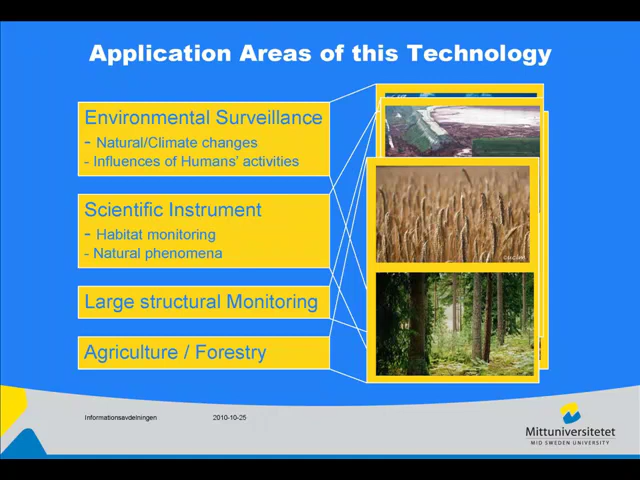 Application Areas of this Technology
Environmental Surveillance
- Natural/Climate changes
- Influences of Humans' activities
Scientific Instrument
- Habitat monitoring
- Natural phenomena
Large structural Monitoring
Agriculture / Forestry
Informationsavdelningen
2010-10-25
Mittuniversitetet
MID SWEDEN UNIVERSITY